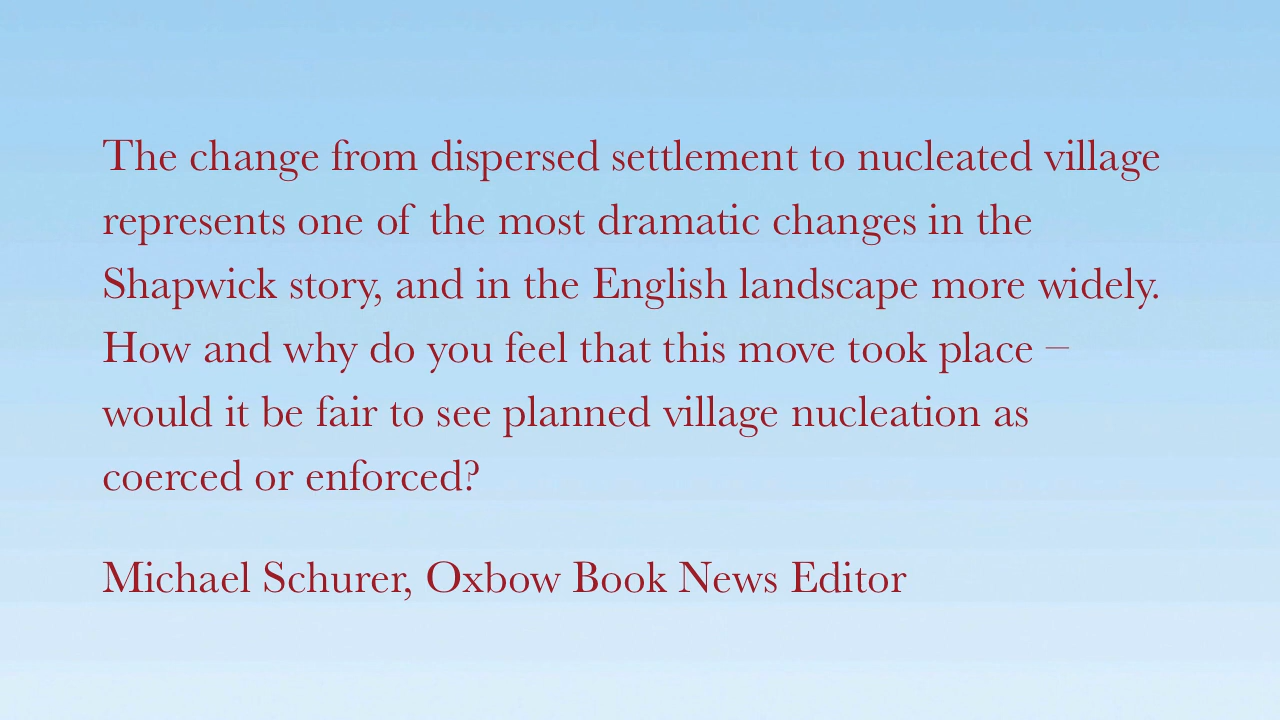 The change from dispersed settlement to nucleated village
represents one of the most dramatic changes in the
Shapwick story, and in the English landscape more widely.
How and why do you feel that this move took place –
would it be fair to see planned village nucleation as
coerced or enforced?
Michael Schurer, Oxbow Book News Editor